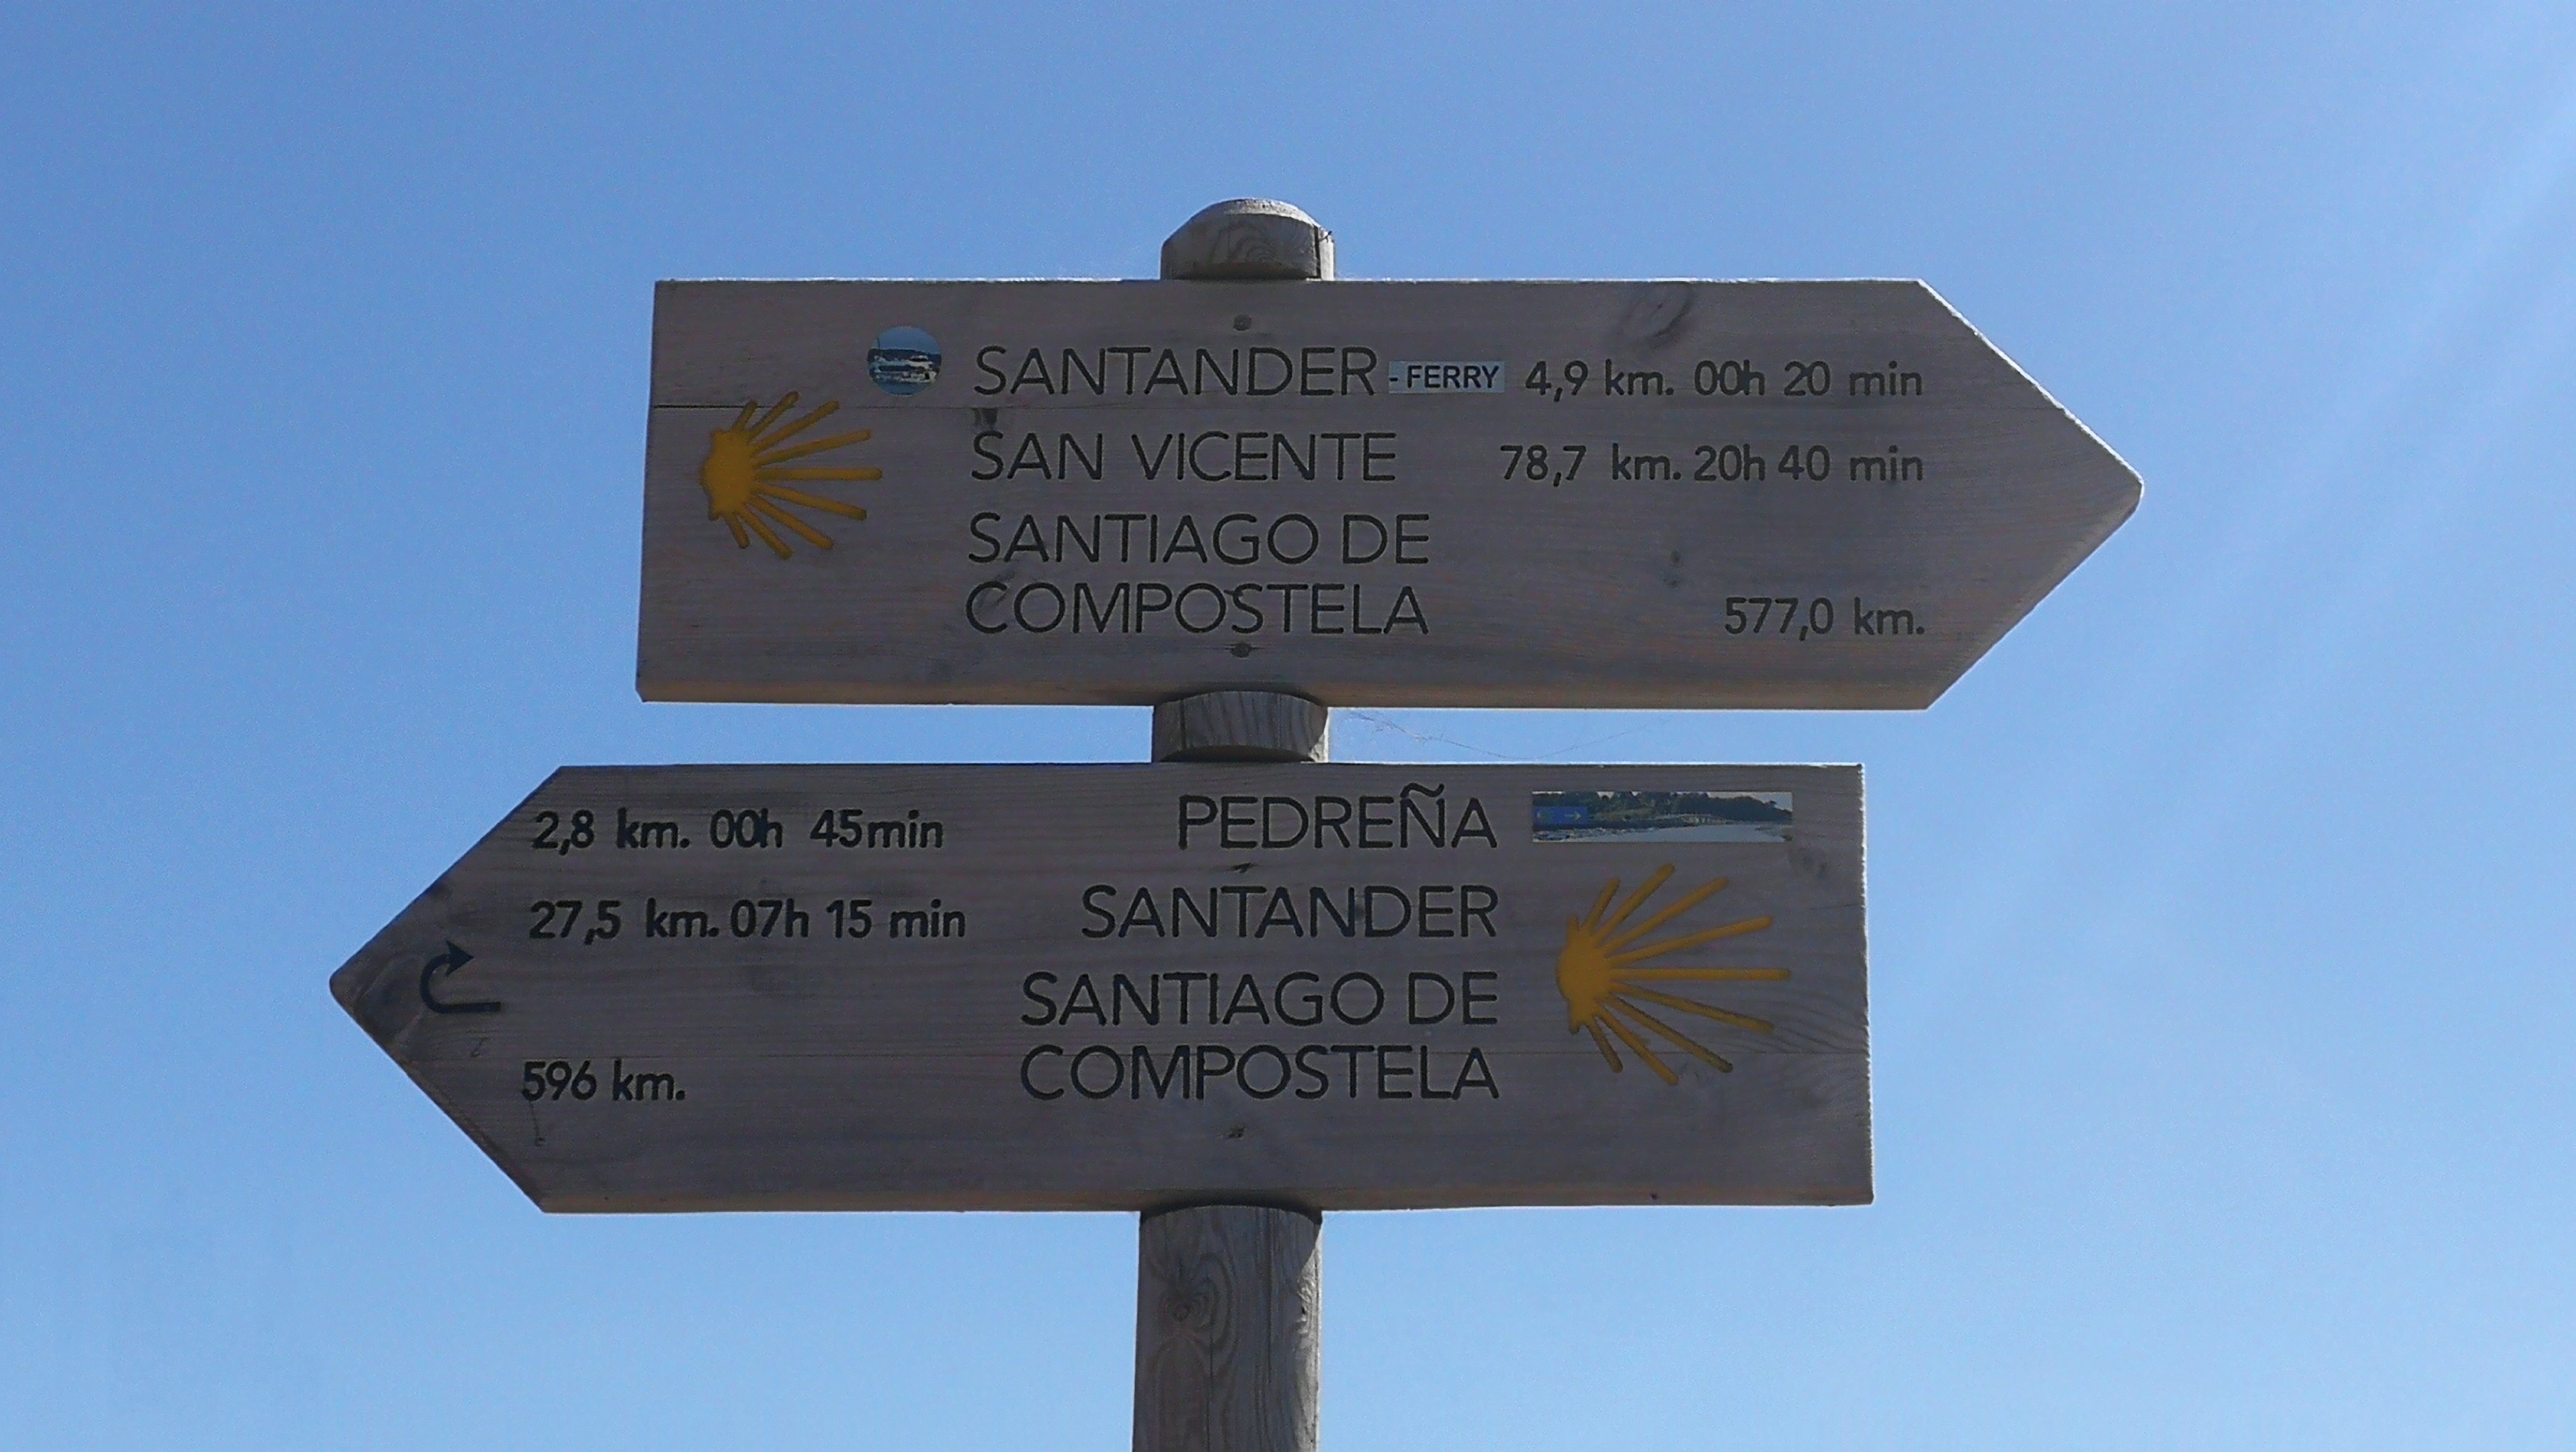 SANTANDER - FERRY 4,9 km. 00h 20 min
SAN VICENTE 78,7 km. 20h 40 min
SANTIAGO DE
COMPOSTELA 577,0 km.
2,8 km. 00h 45min PEDREÑA
27,5 km. 07h 15 min SANTANDER
SANTIAGO DE
596 km. COMPOSTELA